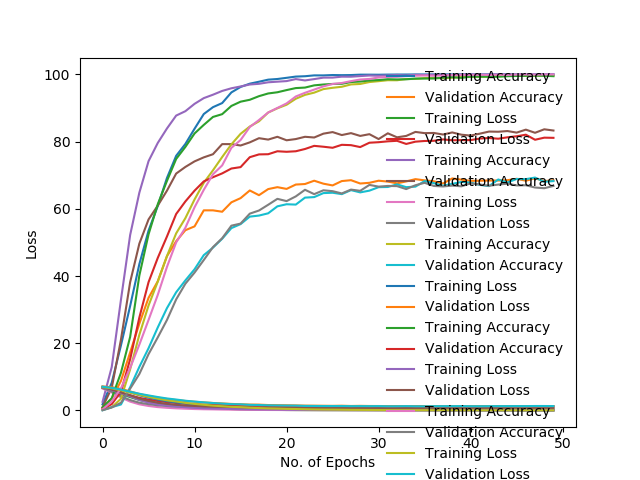 100
80
60
40
20
0
Loss
0 10 20 30 40 50
No. of Epochs
Training Accuracy
Validation Accuracy
Training Loss
Validation Loss
Training Accuracy
Validation Accuracy
Training Loss
Validation Loss
Training Accuracy
Validation Accuracy
Training Loss
Validation Loss
Training Accuracy
Validation Accuracy
Training Loss
Validation Loss
Training Accuracy
Validation Accuracy
Training Loss
Validation Loss